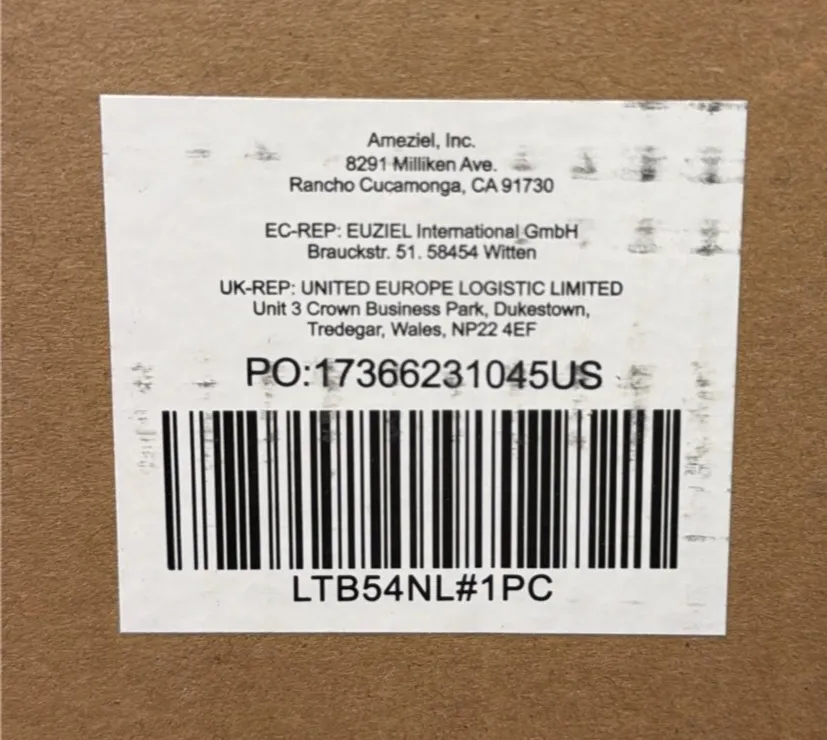 Ameziel, Inc.
8291 Milliken Ave.
Rancho Cucamonga, CA 91730
EC-REP: EUZIEL International GmbH
Brauckstr. 51. 58454 Witten
UK-REP: UNITED EUROPE LOGISTIC LIMITED
Unit 3 Crown Business Park, Dukestown,
Tredegar, Wales, NP22 4EF
PO:17366231045US
LTB54NL#1PC